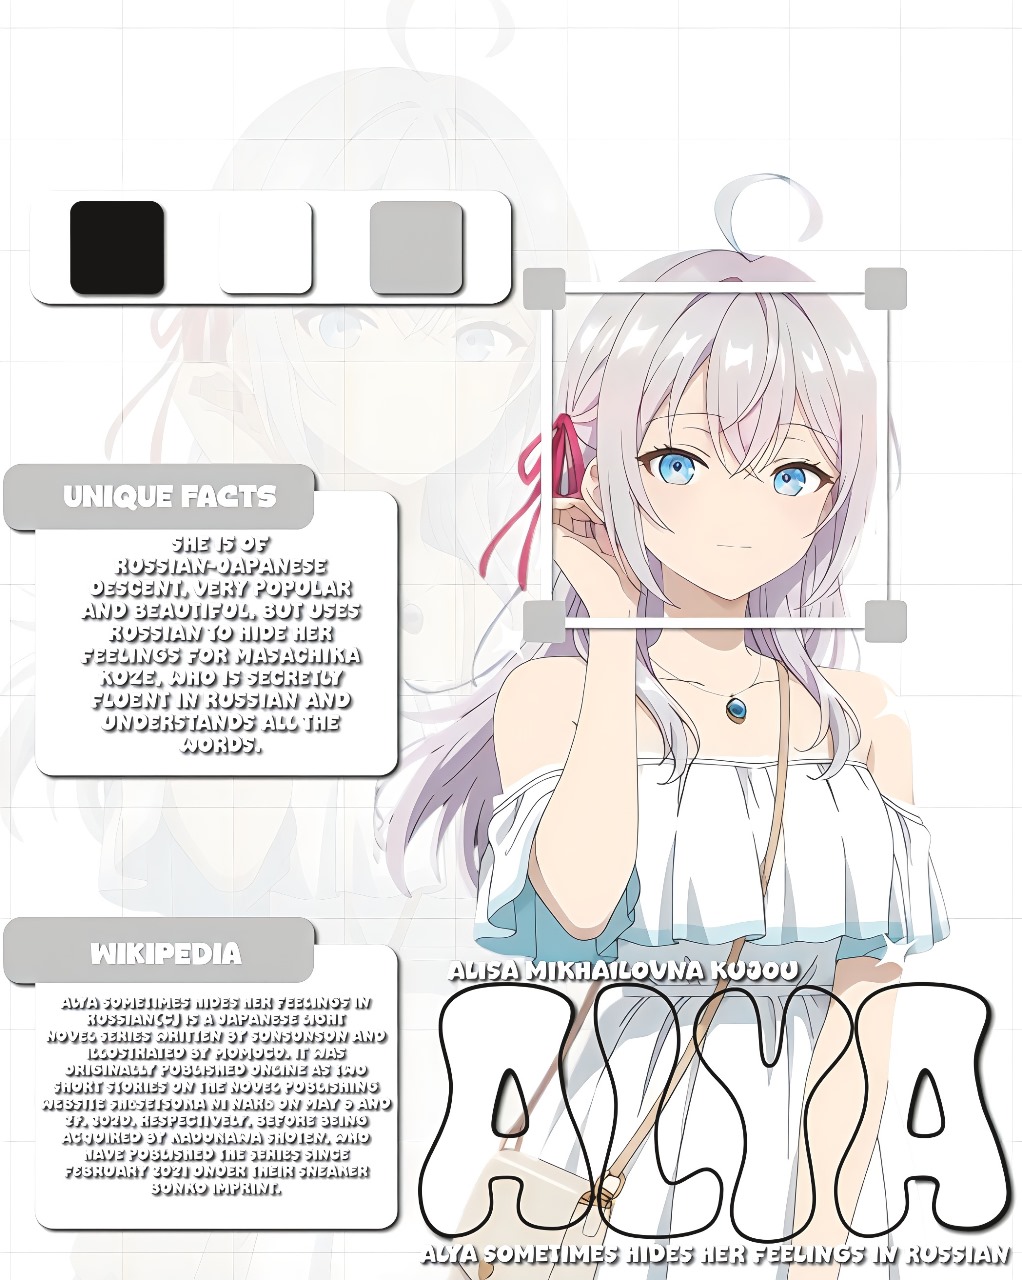 UNIQUE FACTS
SHE IS OF
RUSSIAN-JAPANESE
DESCENT, VERY POPULAR
AND BEAUTIFUL, BUT USES
RUSSIAN TO HIDE HER
FEELINGS FOR MASACHIKA
KUZE, WHO IS SECRETLY
FLUENT IN RUSSIAN AND
UNDERSTANDS ALL THE
WORDS.
WIKIPEDIA
ALYA SOMETIMES HIDES HER FEELINGS IN
RUSSIAN[C] IS A JAPANESE LIGHT
NOVEL SERIES WRITTEN BY SUNSUNSUN AND
ILLUSTRATED BY MOMOCO. IT WAS
ORIGINALLY PUBLISHED ONLINE AS TWO
SHORT STORIES ON THE NOVEL PUBLISHING
WEBSITE SHŌSETSUKA NI NARŌ ON MAY 5 AND
27, 2020, RESPECTIVELY, BEFORE BEING
ACQUIRED BY KADOKAWA SHOTEN, WHO
HAVE PUBLISHED THE SERIES SINCE
FEBRUARY 2021 UNDER THEIR SNEAKER
BUNKO IMPRINT.
ALISA MIKHAILOVNA KUJOU
ALYA
ALYA SOMETIMES HIDES HER FEELINGS IN RUSSIAN